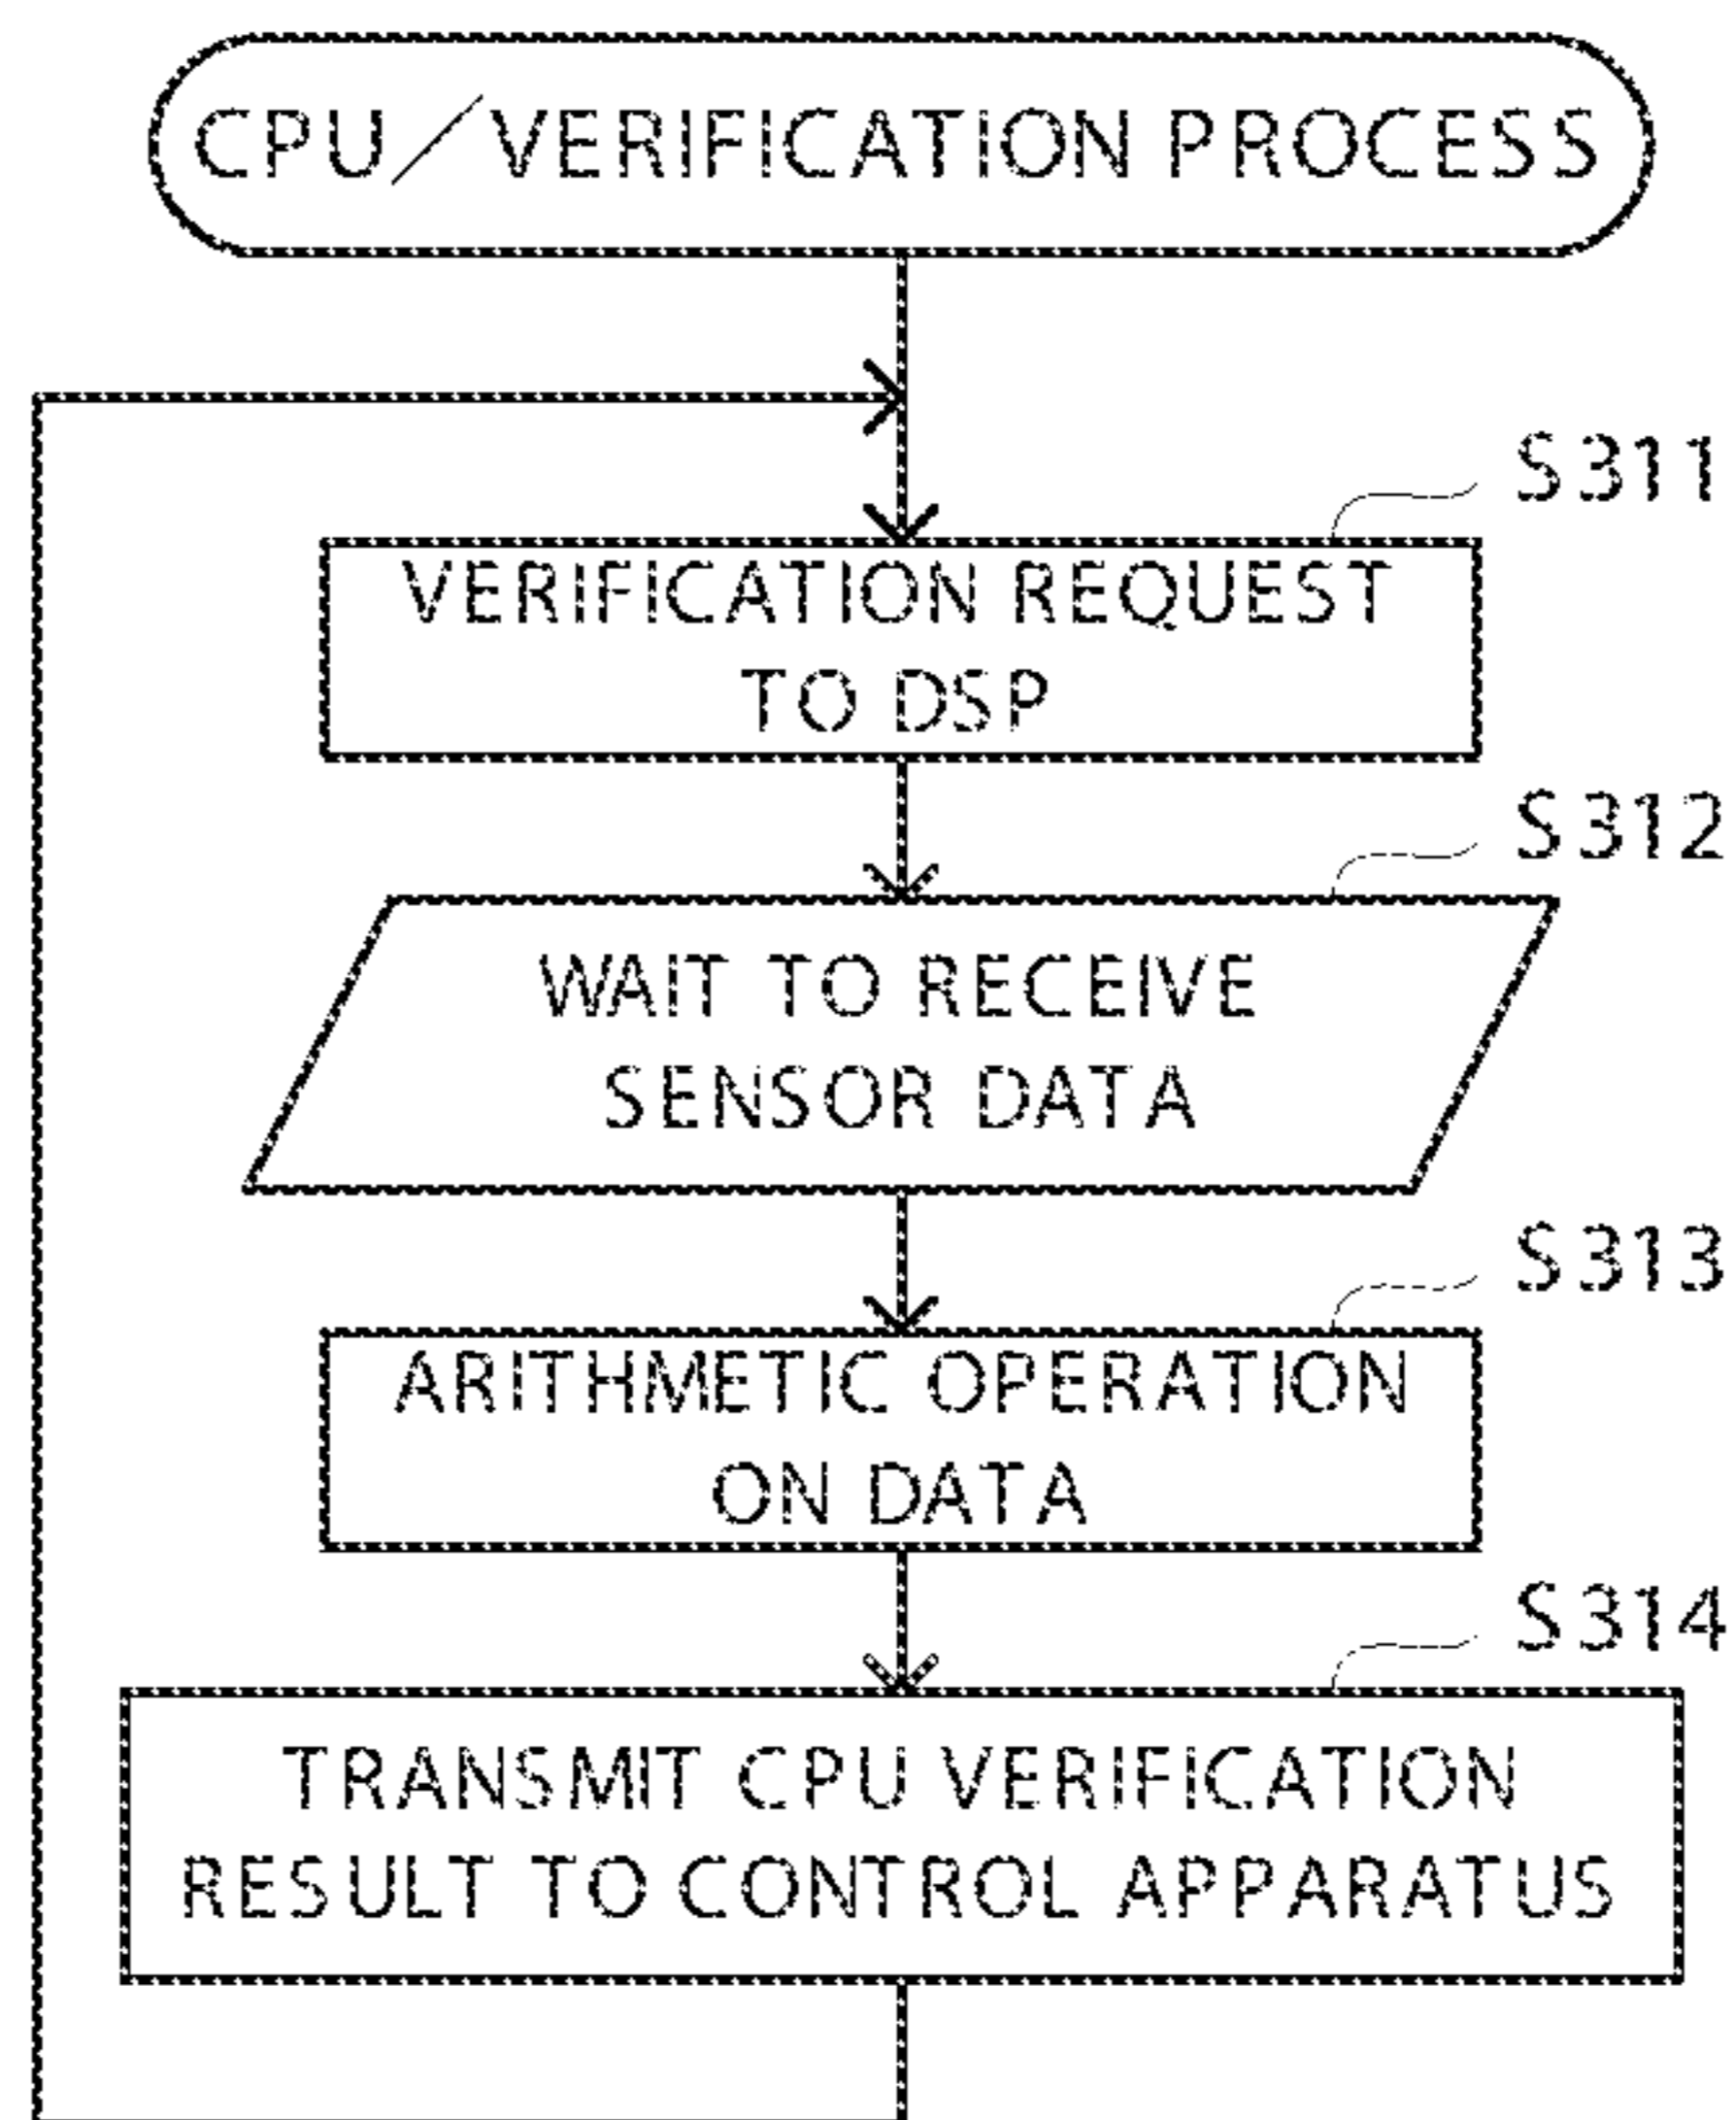 CPU/VERIFICATION PROCESS
S311
VERIFICATION REQUEST
TO DSP
S312
WAIT TO RECEIVE
SENSOR DATA
S313
ARITHMETIC OPERATION
ON DATA
S314
TRANSMIT CPU VERIFICATION
RESULT TO CONTROL APPARATUS